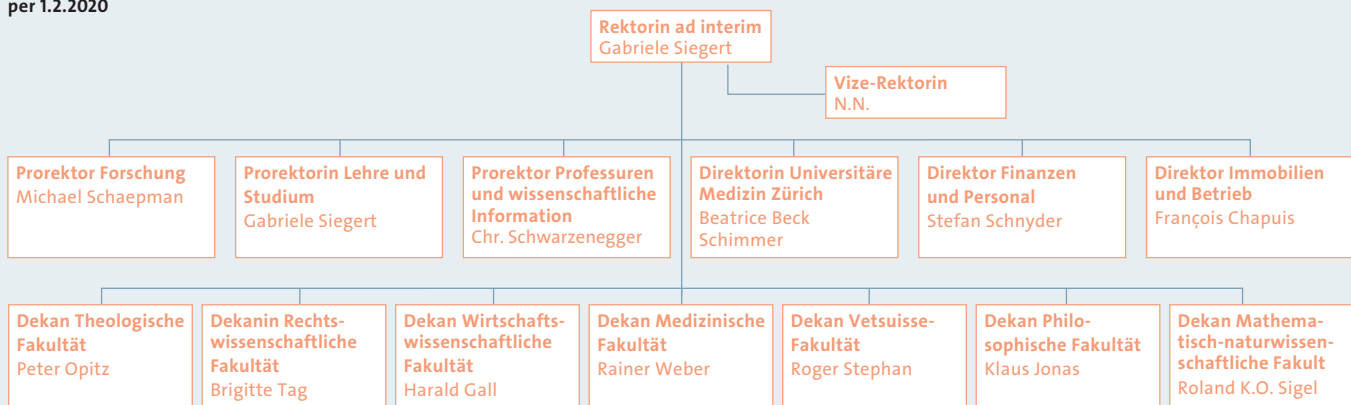 per 1.2.2020
Rektorin ad interim
Gabriele Siegert
Vize-Rektorin
N.N.
Prorektor Forschung
Michael Schaepman
Prorektorin Lehre und
Studium
Gabriele Siegert
Prorektor Professuren
und wissenschaftliche
Information
Chr. Schwarzenegger
Direktorin Universitäre
Medizin Zürich
Beatrice Beck
Schimmer
Direktor Finanzen
und Personal
Stefan Schnyder
Direktor Immobilien
und Betrieb
François Chapuis
Dekan Theologische
Fakultät
Peter Opitz
Dekanin Rechts-
wissenschaftliche
Fakultät
Brigitte Tag
Dekan Wirtschafts-
wissenschaftliche
Fakultät
Harald Gall
Dekan Medizinische
Fakultät
Rainer Weber
Dekan Vetsuisse-
Fakultät
Roger Stephan
Dekan Philo-
sophische Fakultät
Klaus Jonas
Dekan Mathema-
tisch-naturwissen-
schaftliche Fakult
Roland K.O. Sigel